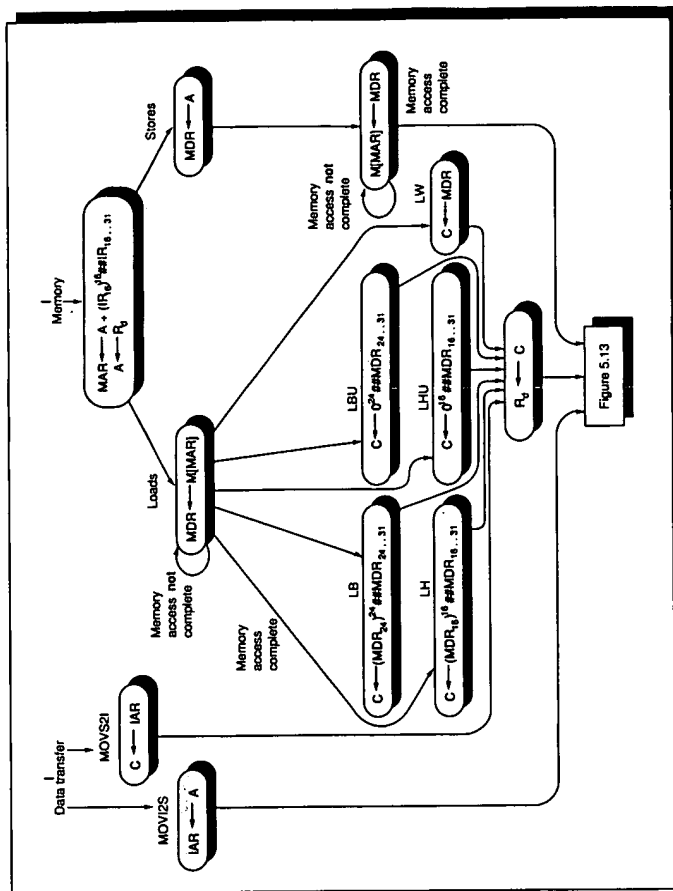 Memory
MAR ← A + (IR₁₆)¹⁶##IR₁₆..₃₁
A ← R_d
Loads
Stores
MDR ← M[MAR]
MDR ← A
Memory
access not
complete
Memory
access
complete
Memory
access not
complete
M[MAR] ← MDR
Memory
access
complete
Data transfer
MOVI2S
IAR ← A
MOVS2I
C ← IAR
LB
C ← (MDR₂₄)²⁴##MDR₂₄..₃₁
LBU
C ← 0²⁴##MDR₂₄..₃₁
LH
C ← (MDR₁₆)¹⁶##MDR₁₆..₃₁
LHU
C ← 0¹⁶##MDR₁₆..₃₁
LW
C ← MDR
R_d ← C
Figure 5.13